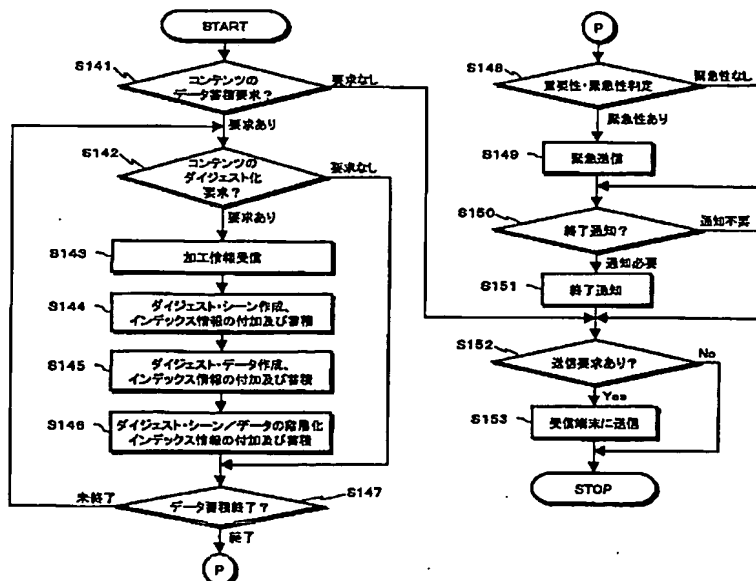 START
S141
コンテンツの
データ蓄積要求？
要求なし
要求あり
S142
コンテンツの
ダイジェスト化
要求？
要求なし
要求あり
S143
加工情報受信
S144
ダイジェスト・シーン作成、
インデックス情報の付加及び蓄積
S145
ダイジェスト・データ作成、
インデックス情報の付加及び蓄積
S146
ダイジェスト・シーン/データの階層化
インデックス情報の付加及び蓄積
未終了
データ蓄積終了？
S147
終了
P
P
S148
重要性・緊急性判定
緊急性なし
緊急性あり
S149
緊急送信
S150
終了通知？
通知不要
通知必要
S151
終了通知
S152
送信要求あり？
No
Yes
S153
受信端末に送信
STOP